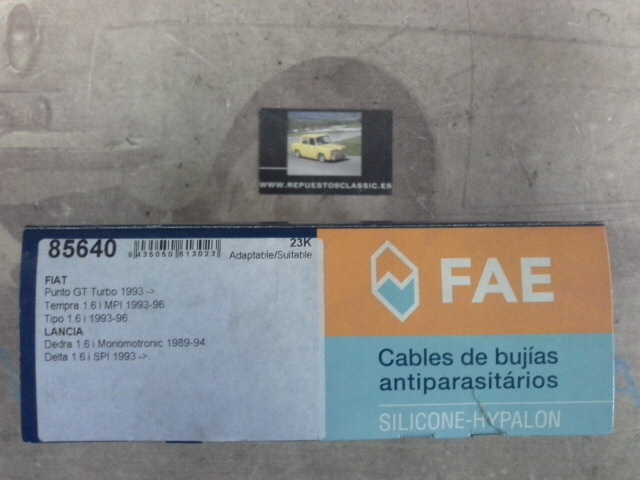 WWW.REPUESTOSCLASSIC.ES
85640
8 435050 613023
23K
Adaptable/Suitable
FIAT
Punto GT Turbo 1993 ->
Tempra 1.6 i MPI 1993-96
Tipo 1.6 i 1993-96
LANCIA
Dedra 1.6 i Monomotronic 1989-94
Delta 1.6 i SPI 1993 ->
FAE
Cables de bujías
antiparasitários
SILICONE-HYPALON